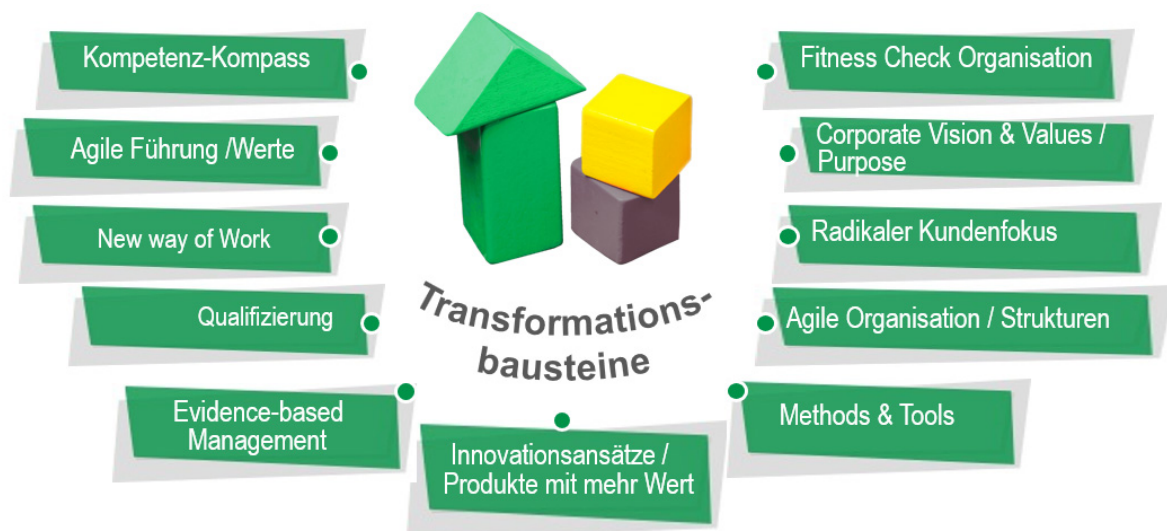 Kompetenz-Kompass
Agile Führung /Werte
New way of Work
Qualifizierung
Evidence-based
Management
Transformations-
bausteine
Innovationsansätze /
Produkte mit mehr Wert
Fitness Check Organisation
Corporate Vision & Values /
Purpose
Radikaler Kundenfokus
Agile Organisation / Strukturen
Methods & Tools